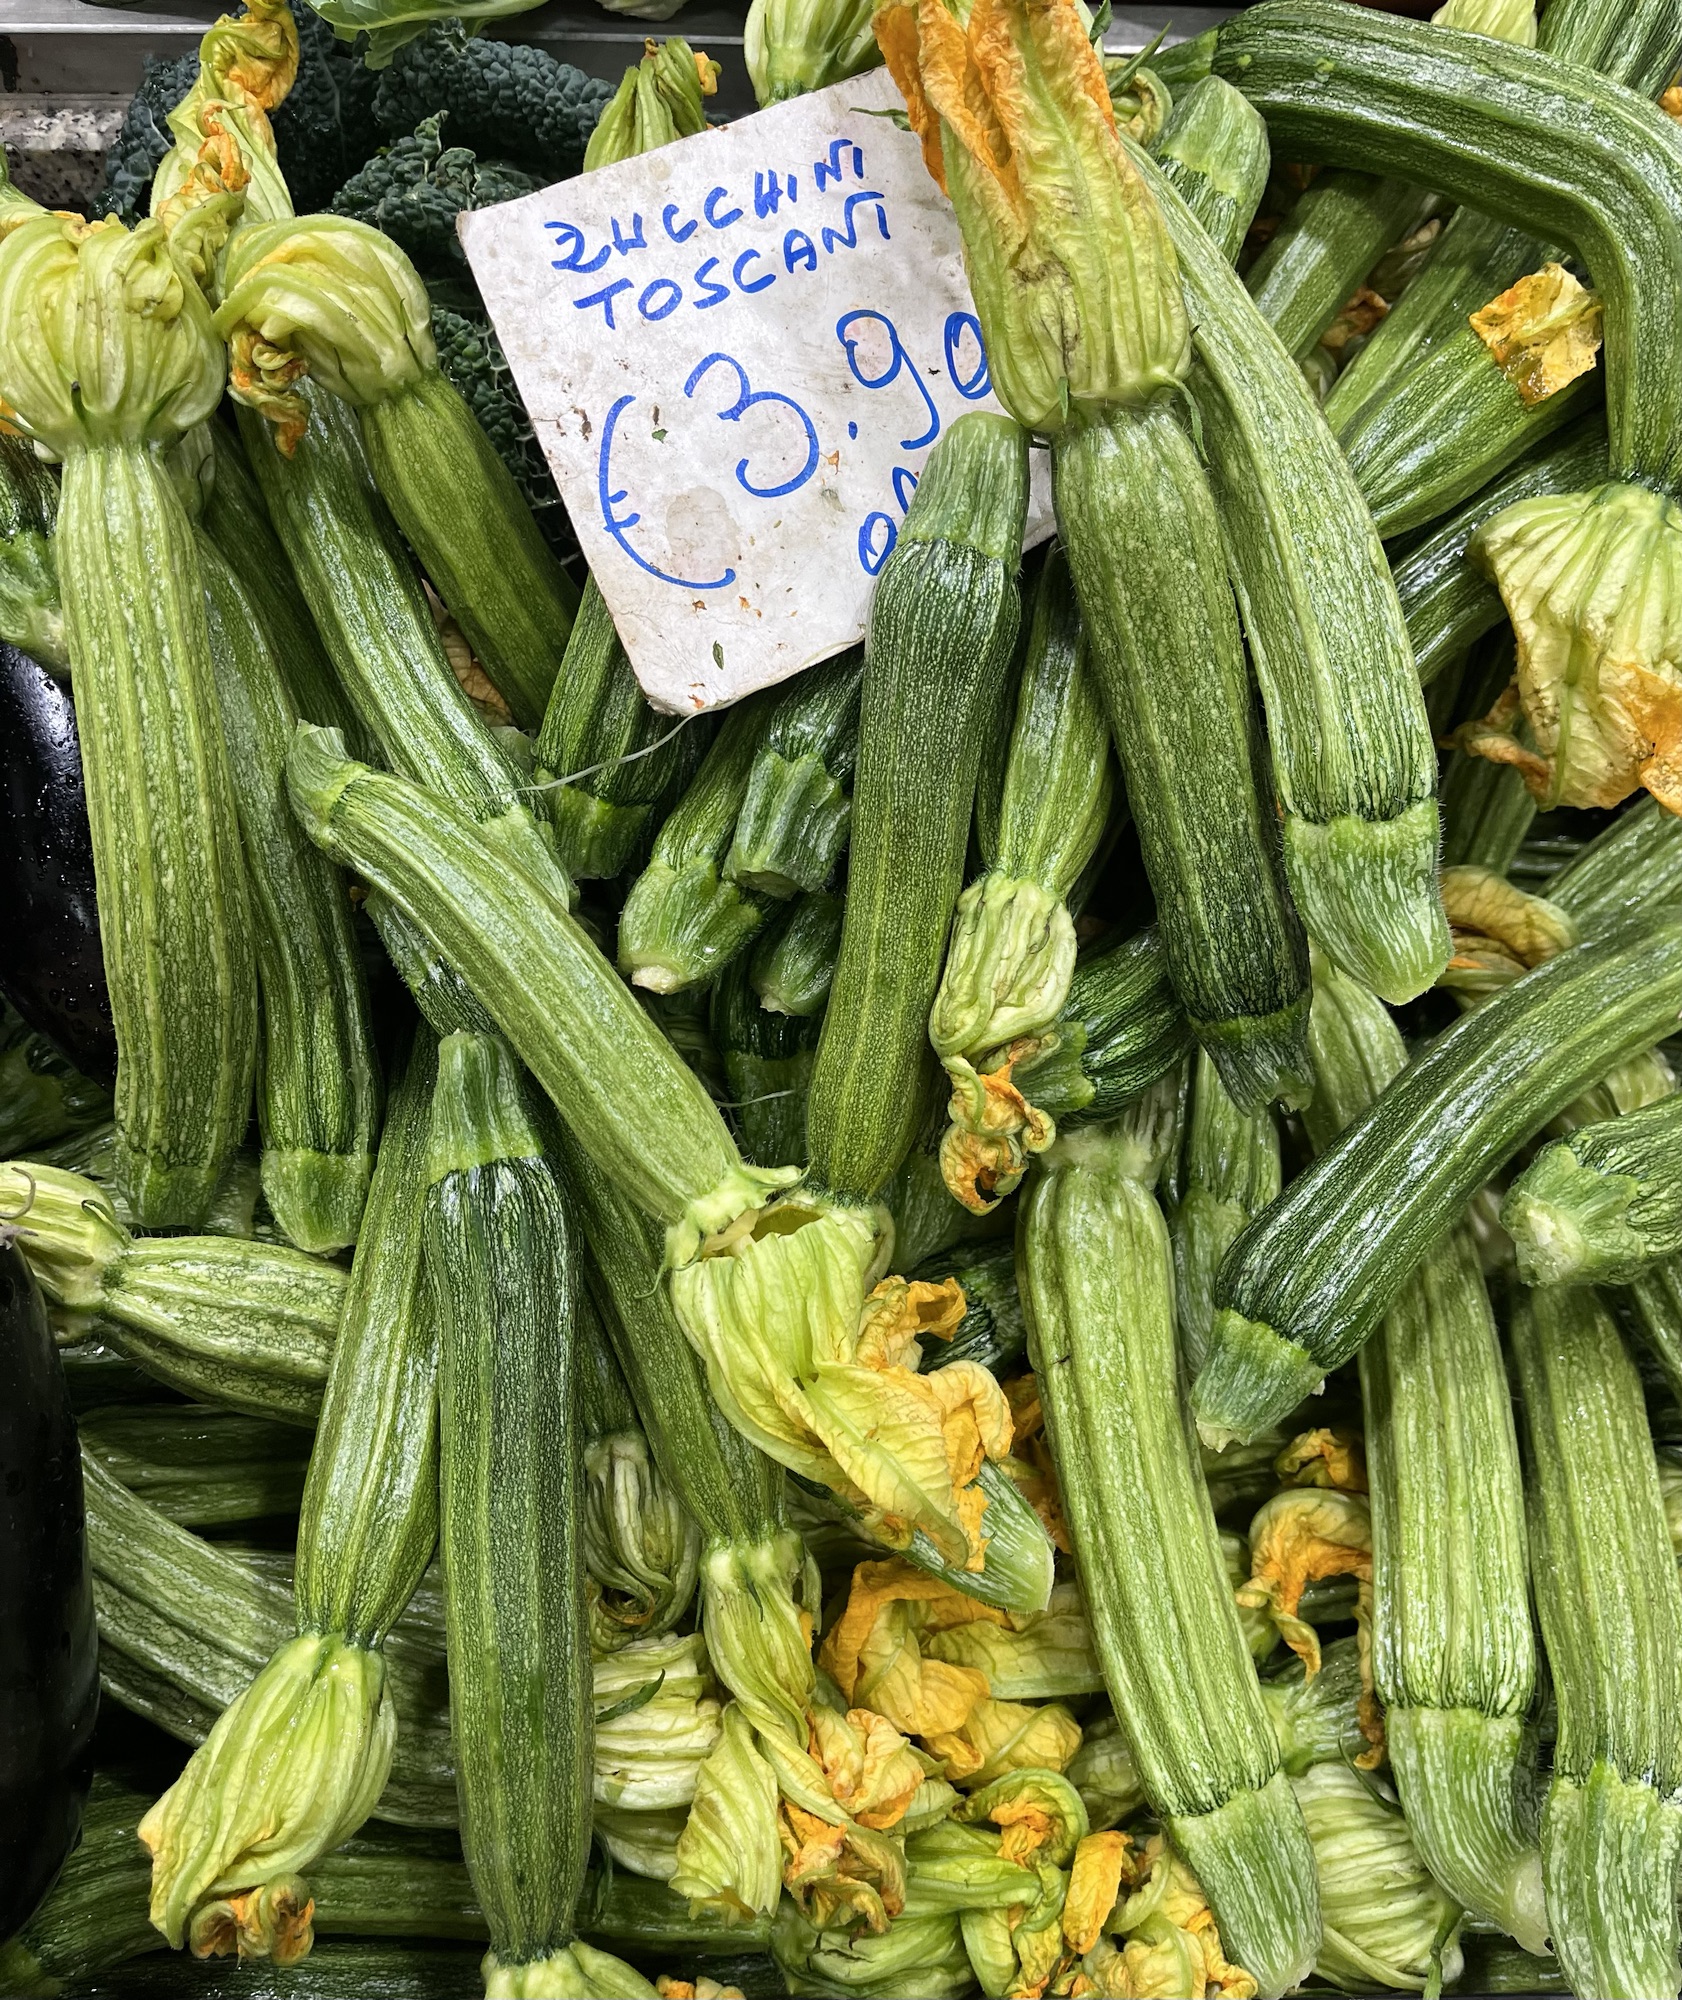 ZUCCHINI
TOSCANI
€ 3.90